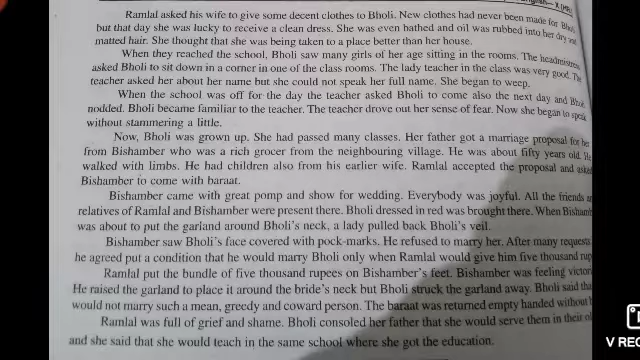 English - X
Ramlal asked his wife to give some decent clothes to Bholi. New clothes had never been made for Bholi
but that day she was lucky to receive a clean dress. She was even bathed and oil was rubbed into her dry and
matted hair. She thought that she was being taken to a place better than her house.
When they reached the school, Bholi saw many girls of her age sitting in the rooms. The headmistress
asked Bholi to sit down in a corner in one of the class rooms. The lady teacher in the class was very good. The
teacher asked her about her name but she could not speak her full name. She began to weep.
When the school was off for the day the teacher asked Bholi to come also the next day and Bholi
nodded. Bholi became familiar to the teacher. The teacher drove out her sense of fear. Now she began to speak
without stammering a little.
Now, Bholi was grown up. She had passed many classes. Her father got a marriage proposal for her
from Bishamber who was a rich grocer from the neighbouring village. He was about fifty years old. He
walked with limbs. He had children also from his earlier wife. Ramlal accepted the proposal and asked
Bishamber to come with baraat.
Bishamber came with great pomp and show for wedding. Everybody was joyful. All the friends
relatives of Ramlal and Bishamber were present there. Bholi dressed in red was brought there. When
was about to put the garland around Bholi's neck, a lady pulled back Bholi's veil.
Bishamber saw Bholi's face covered with pock-marks. He refused to marry her. After many
he agreed put a condition that he would marry Bholi only when Ramlal would give him five thousand
Ramlal put the bundle of five thousand rupees on Bishamber's feet. Bishamber was feeling
He raised the garland to place it around the bride's neck but Bholi struck the garland away. Bholi said
would not marry such a mean, greedy and coward person. The baraat was returned empty handed without
Ramlal was full of grief and shame. Bholi consoled her father that she would serve them in their
and she said that she would teach in the same school where she got the education.
V REC